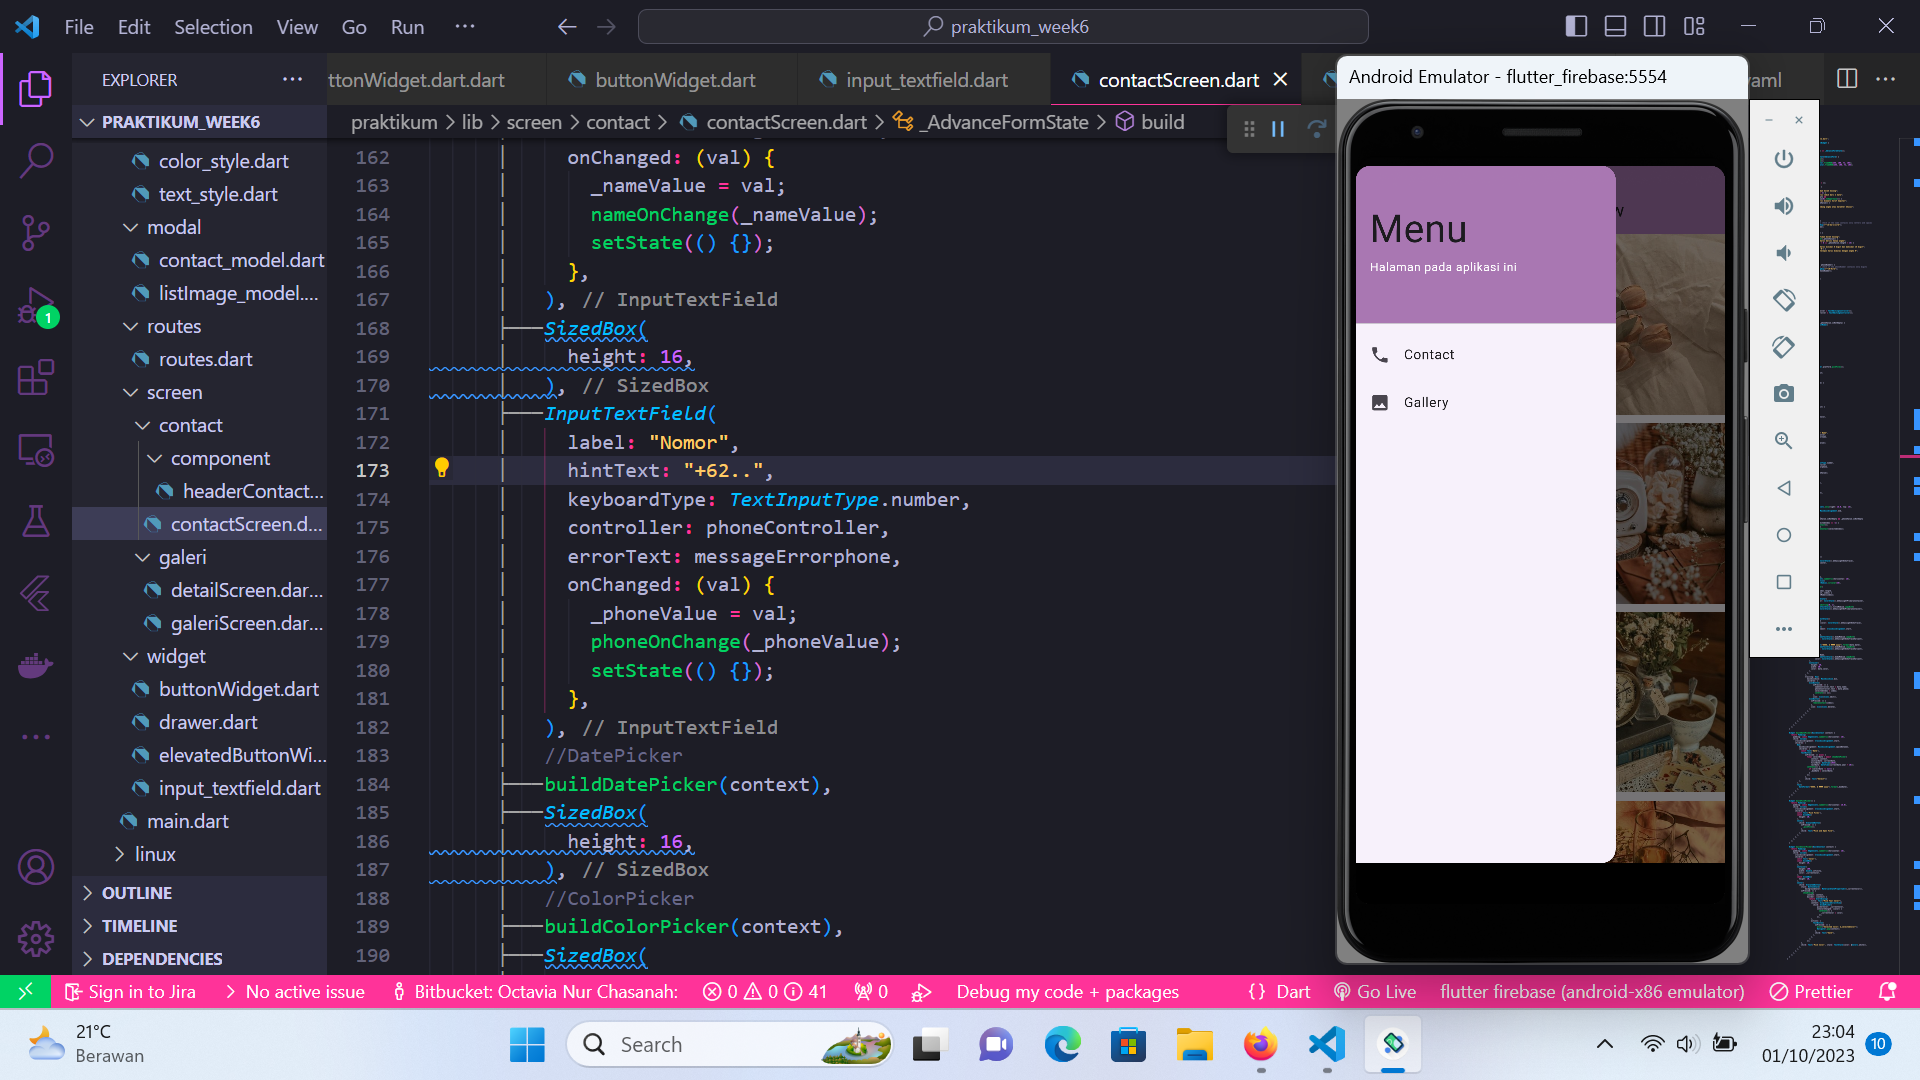 File Edit Selection View Go Run ...
praktikum_week6
EXPLORER
PRAKTIKUM_WEEK6
color_style.dart
text_style.dart
modal
contact_model.dart
listImage_model....
routes
routes.dart
screen
contact
component
headerContact...
contactScreen.d...
galeri
detailScreen.dar...
galeriScreen.dar...
widget
buttonWidget.dart
drawer.dart
elevatedButtonWi...
input_textfield.dart
main.dart
linux
OUTLINE
TIMELINE
DEPENDENCIES
ttonWidget.dart.dart buttonWidget.dart input_textfield.dart contactScreen.dart aml
praktikum > lib > screen > contact > contactScreen.dart > _AdvanceFormState > build
162 onChanged: (val) {
163 _nameValue = val;
164 nameOnChange(_nameValue);
165 setState(() {});
166 },
167 ), // InputTextField
168 SizedBox(
169 height: 16,
170 ), // SizedBox
171 InputTextField(
172 label: "Nomor",
173 hintText: "+62..",
174 keyboardType: TextInputType.number,
175 controller: phoneController,
176 errorText: messageErrorphone,
177 onChanged: (val) {
178 _phoneValue = val;
179 phoneOnChange(_phoneValue);
180 setState(() {});
181 },
182 ), // InputTextField
183 //DatePicker
184 buildDatePicker(context),
185 SizedBox(
186 height: 16,
187 ), // SizedBox
188 //ColorPicker
189 buildColorPicker(context),
190 SizedBox(
Android Emulator - flutter_firebase:5554
Menu
Halaman pada aplikasi ini
Contact
Gallery
1
Sign in to Jira No active issue Bitbucket: Octavia Nur Chasanah: 0 0 41 0 Debug my code + packages {} Dart Go Live flutter firebase (android-x86 emulator) Prettier
21°C
Berawan
Search
23:04
01/10/2023
10